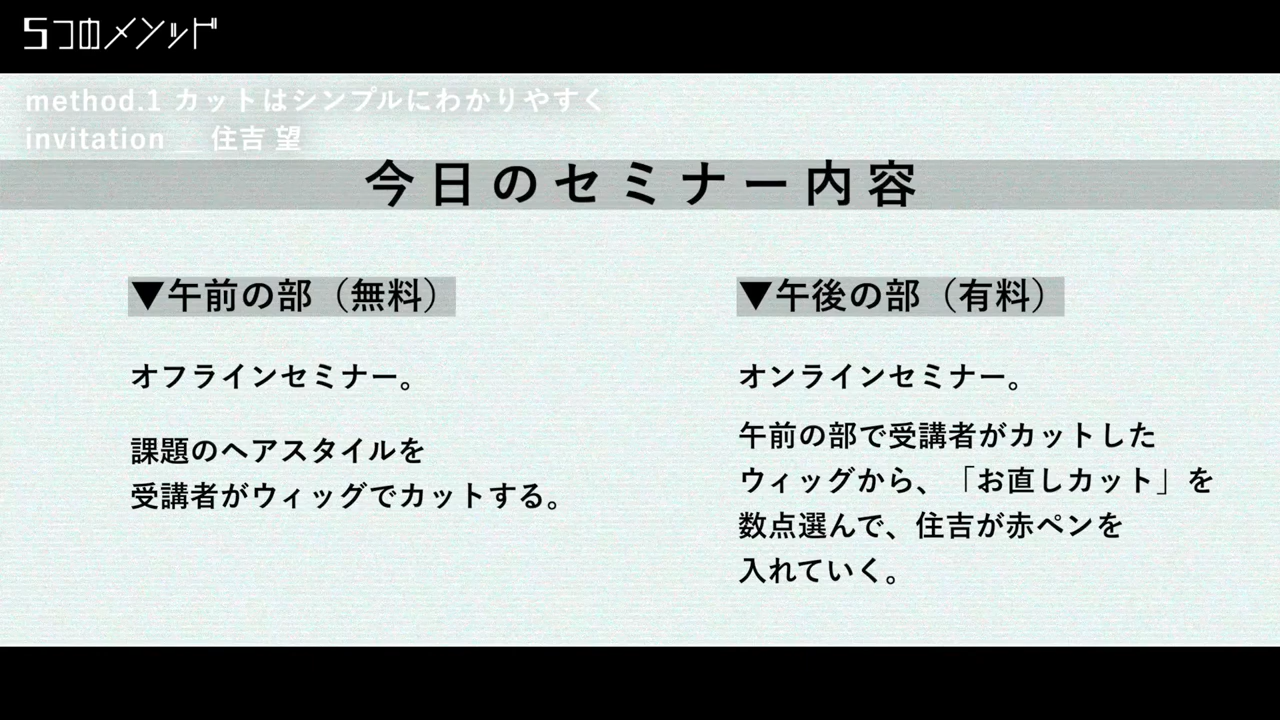 5つのメソッド
method.1 カットはシンプルにわかりやすく
invitation __ 住吉 望
今日のセミナー内容
▼午前の部（無料）
オフラインセミナー。
課題のヘアスタイルを
受講者がウィッグでカットする。
▼午後の部（有料）
オンラインセミナー。
午前の部で受講者がカットした
ウィッグから、「お直しカット」を
数点選んで、住吉が赤ペンを
入れていく。